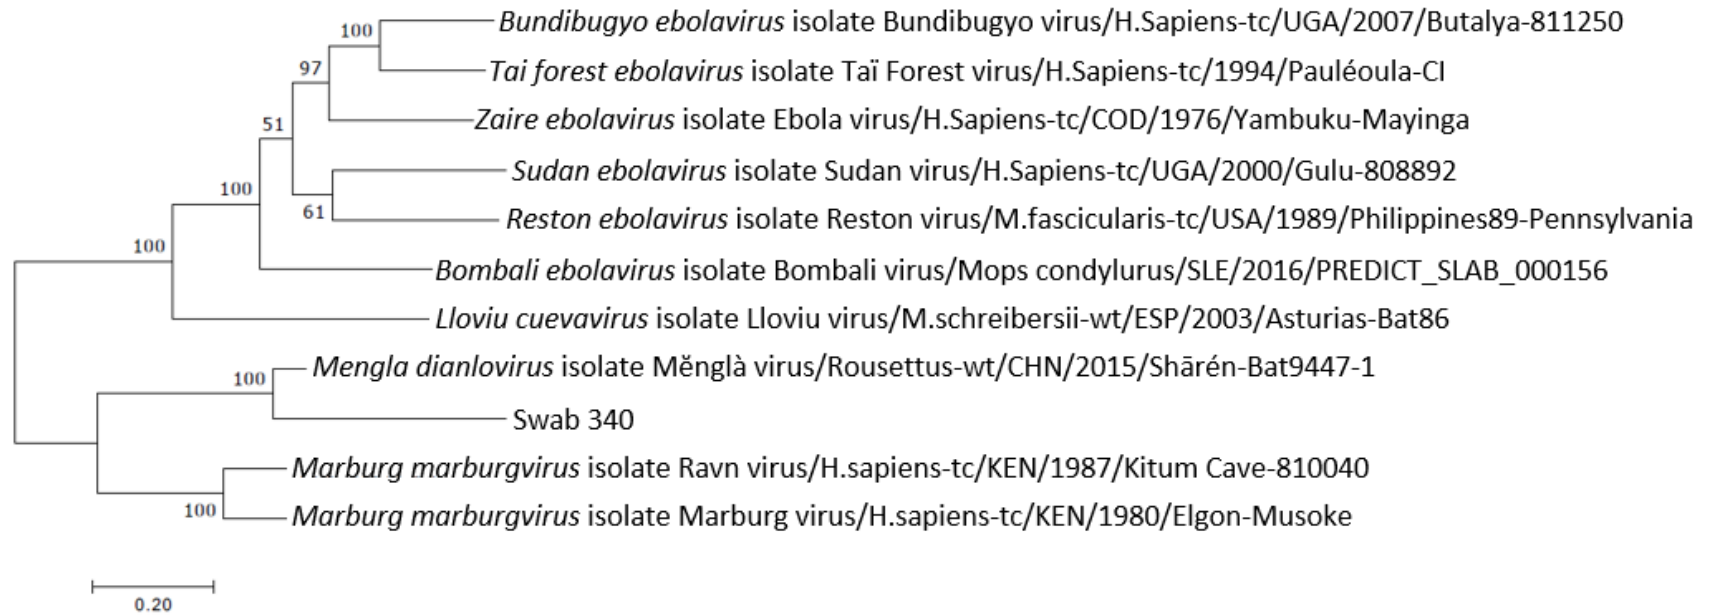 100
Bundibugyo ebolavirus isolate Bundibugyo virus/H.Sapiens-tc/UGA/2007/Butalya-811250
97
Tai forest ebolavirus isolate Taï Forest virus/H.Sapiens-tc/1994/Pauléoula-CI
51
Zaire ebolavirus isolate Ebola virus/H.Sapiens-tc/COD/1976/Yambuku-Mayinga
100
Sudan ebolavirus isolate Sudan virus/H.Sapiens-tc/UGA/2000/Gulu-808892
61
Reston ebolavirus isolate Reston virus/M.fascicularis-tc/USA/1989/Philippines89-Pennsylvania
100
Bombali ebolavirus isolate Bombali virus/Mops condylurus/SLE/2016/PREDICT_SLAB_000156
Lloviu cuevavirus isolate Lloviu virus/M.schreibersii-wt/ESP/2003/Asturias-Bat86
100
Mengla dianlovirus isolate Mĕnglà virus/Rousettus-wt/CHN/2015/Shārén-Bat9447-1
Swab 340
Marburg marburgvirus isolate Ravn virus/H.sapiens-tc/KEN/1987/Kitum Cave-810040
100
Marburg marburgvirus isolate Marburg virus/H.sapiens-tc/KEN/1980/Elgon-Musoke
0.20